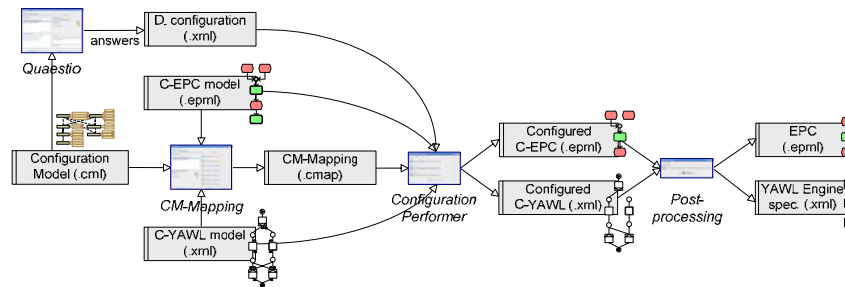 D. configuration
(.xml)
answers
Quaestio
C-EPC model
(.epml)
Configuration
Model (.cml)
CM-Mapping
CM-Mapping
(.cmap)
C-YAWL model
(.xml)
Configuration
Performer
Configured
C-EPC (.epml)
Configured
C-YAWL (.xml)
Post-
processing
EPC
(.epml)
YAWL Engine
spec. (.xml)